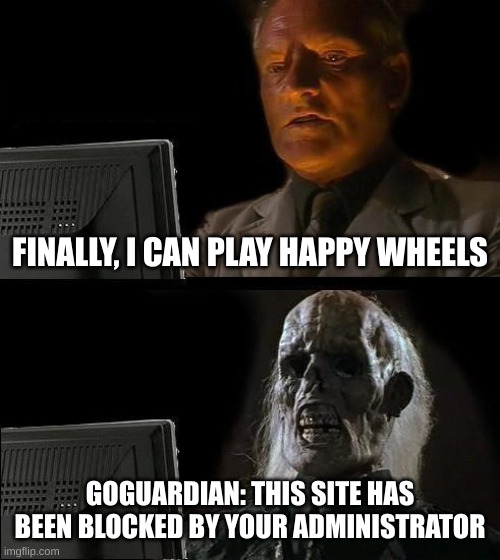 FINALLY, I CAN PLAY HAPPY WHEELS
GOGUARDIAN: THIS SITE HAS
BEEN BLOCKED BY YOUR ADMINISTRATOR
imgflip.com